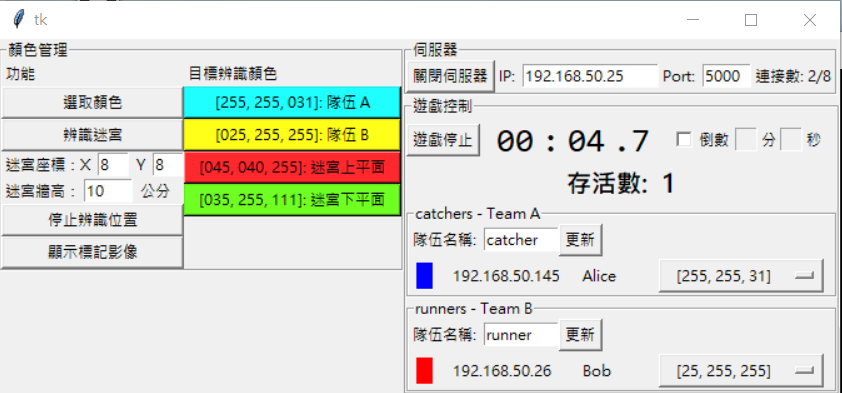 tk
顏色管理
功能 目標辨識顏色
選取顏色 [255, 255, 031]: 隊伍 A
辨識迷宮 [025, 255, 255]: 隊伍 B
迷宮座標：X 8 Y 8 [045, 040, 255]: 迷宮上平面
迷宮牆高： 10 公分 [035, 255, 111]: 迷宮下平面
停止辨識位置
顯示標記影像
伺服器
關閉伺服器 IP: 192.168.50.25 Port: 5000 連接數: 2/8
遊戲控制
遊戲停止 00 : 04 . 7 倒數 分 秒
存活數: 1
catchers - Team A
隊伍名稱: catcher 更新
192.168.50.145 Alice [255, 255, 31]
runners - Team B
隊伍名稱: runner 更新
192.168.50.26 Bob [25, 255, 255]